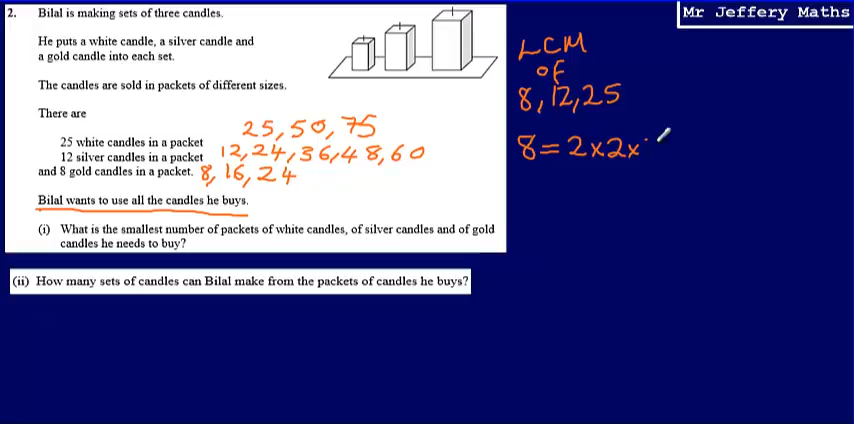 Mr Jeffery Maths
2. Bilal is making sets of three candles.
He puts a white candle, a silver candle and
a gold candle into each set.
The candles are sold in packets of different sizes.
There are
25 white candles in a packet 25, 50, 75
12 silver candles in a packet 12, 24, 36, 48, 60
and 8 gold candles in a packet. 8, 16, 24
Bilal wants to use all the candles he buys.
(i) What is the smallest number of packets of white candles, of silver candles and of gold
candles he needs to buy?
(ii) How many sets of candles can Bilal make from the packets of candles he buys?
LCM
of
8, 12, 25
8 = 2 x 2 x